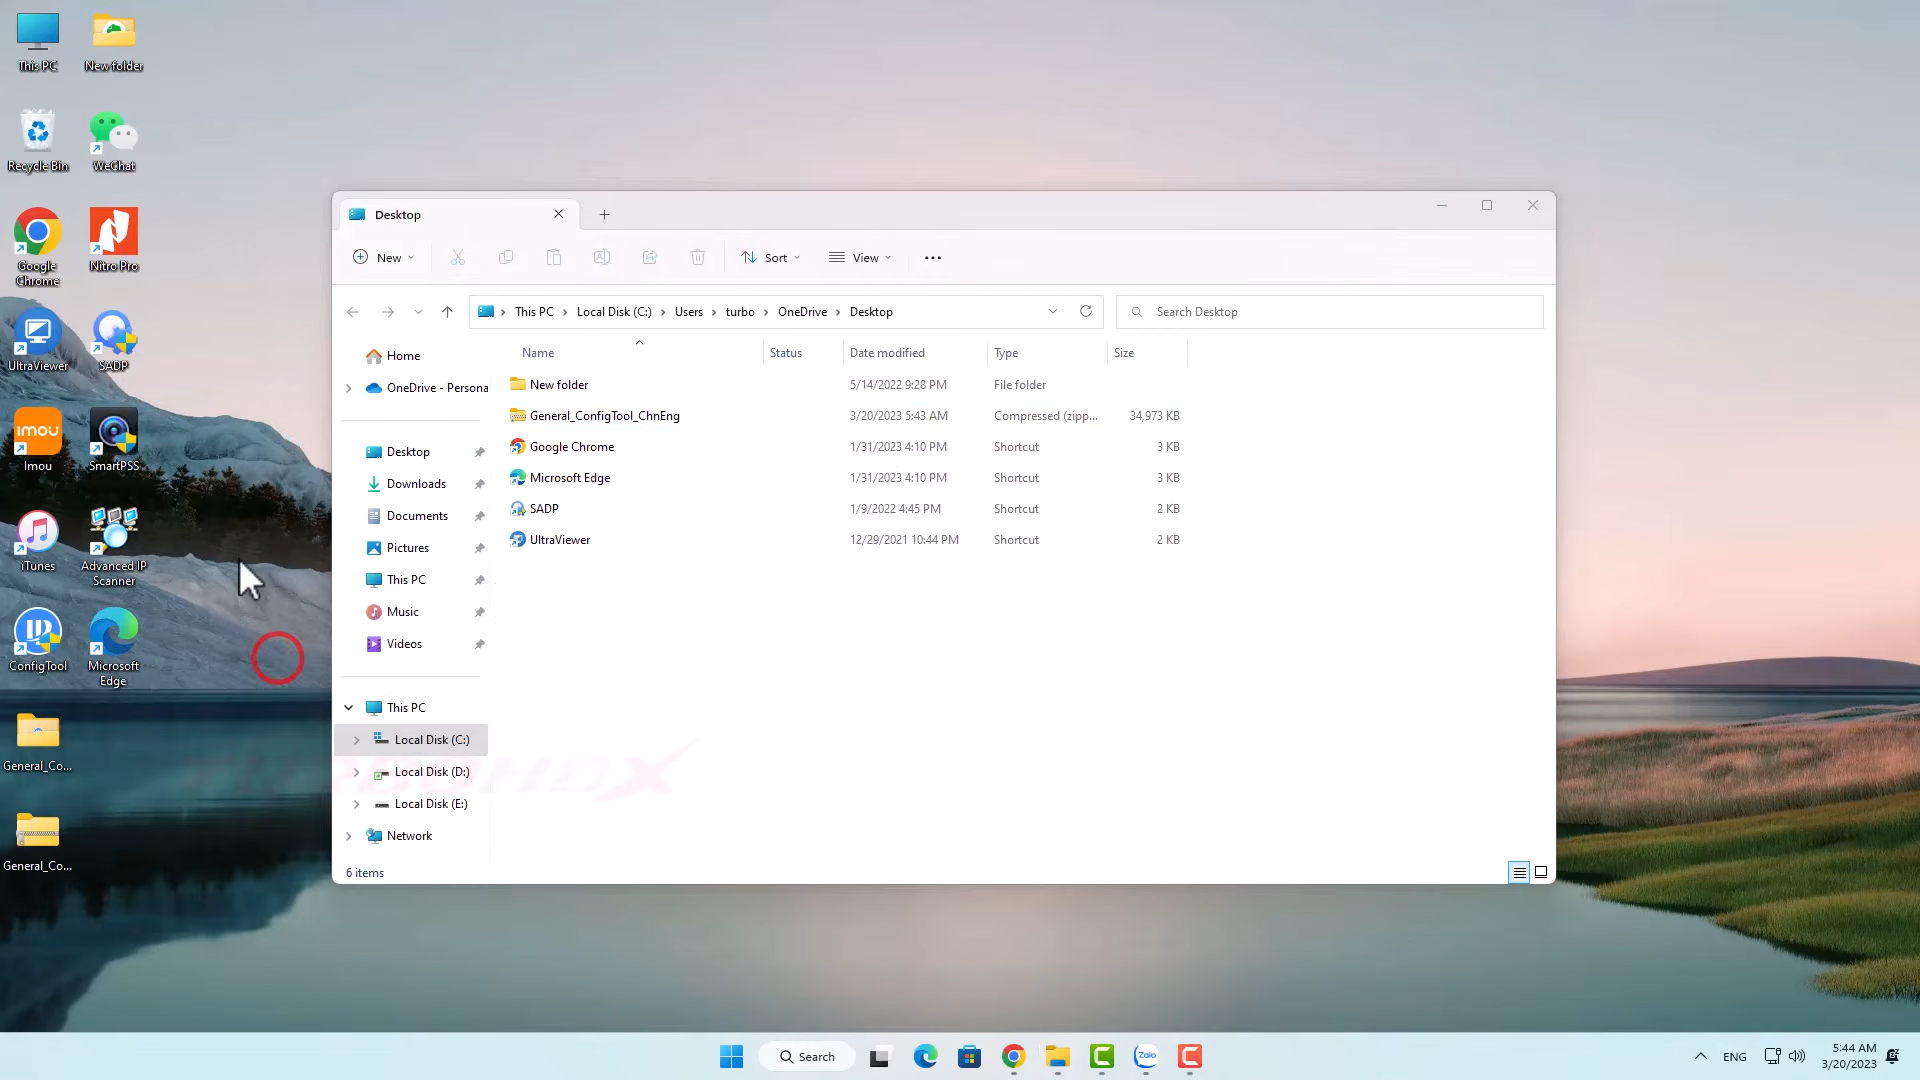 This PC
New folder
Recycle Bin
WeChat
Google
Chrome
Nitro Pro
UltraViewer
SADP
imou
Imou
SmartPSS
iTunes
Advanced IP
Scanner
IP
ConfigTool
Microsoft
Edge
General_Co...
General_Co...
Desktop
New
Sort
View
This PC
Local Disk (C:)
Users
turbo
OneDrive
Desktop
Search Desktop
Name
Status
Date modified
Type
Size
New folder
5/14/2022 9:28 PM
File folder
General_ConfigTool_ChnEng
3/20/2023 5:43 AM
Compressed (zipp...
34,973 KB
Google Chrome
1/31/2023 4:10 PM
Shortcut
3 KB
Microsoft Edge
1/31/2023 4:10 PM
Shortcut
3 KB
SADP
1/9/2022 4:45 PM
Shortcut
2 KB
UltraViewer
12/29/2021 10:44 PM
Shortcut
2 KB
Home
OneDrive - Persona
Desktop
Downloads
Documents
Pictures
This PC
Music
Videos
This PC
Local Disk (C:)
Local Disk (D:)
Local Disk (E:)
Network
6 items
Search
Zalo
ENG
5:44 AM
3/20/2023